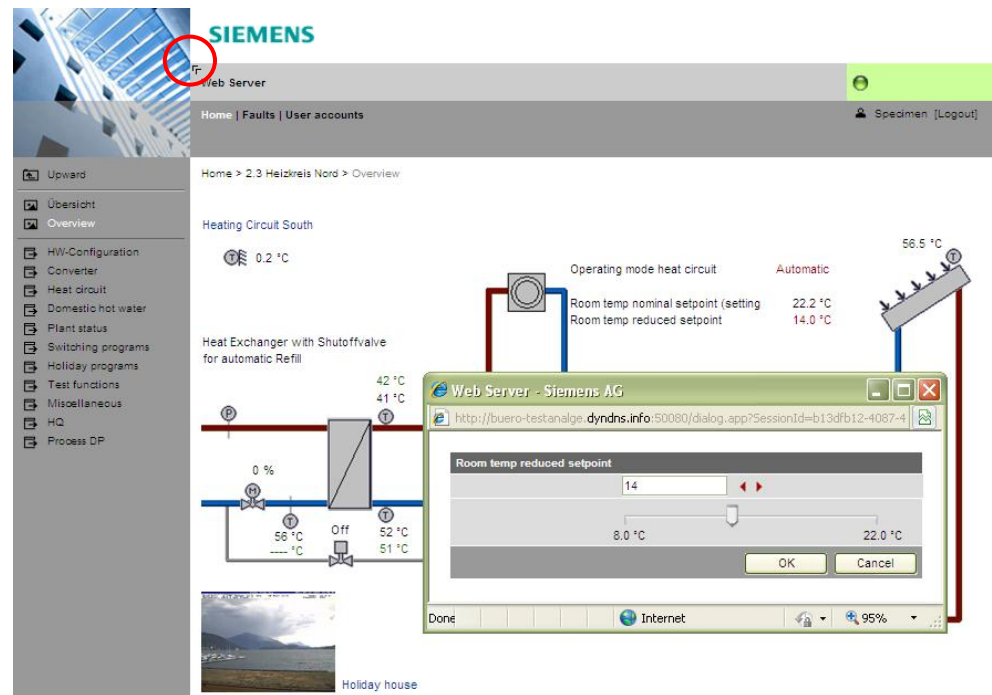 SIEMENS
Web Server
Home | Faults | User accounts
Specimen [Logout]
Upward
Übersicht
Overview
HW-Configuration
Converter
Heat circuit
Domestic hot water
Plant status
Switching programs
Holiday programs
Test functions
Miscellaneous
HQ
Process DP
Home > 2.3 Heizkreis Nord > Overview
Heating Circuit South
T 0.2 °C
56.5 °C
T
Operating mode heat circuit Automatic
Room temp nominal setpoint (setting 22.2 °C
Room temp reduced setpoint 14.0 °C
Heat Exchanger with Shutoffvalve
for automatic Refill
42 °C
41 °C
P
T
0 %
M
T
T
56 °C
Off
52 °C
---- °C
51 °C
Holiday house
Web Server - Siemens AG
http://buero-testanalge.dyndns.info:50080/dialog.app?SessionId=b13dfb12-4087-4
Room temp reduced setpoint
14
8.0 °C 22.0 °C
OK Cancel
Done Internet 95%